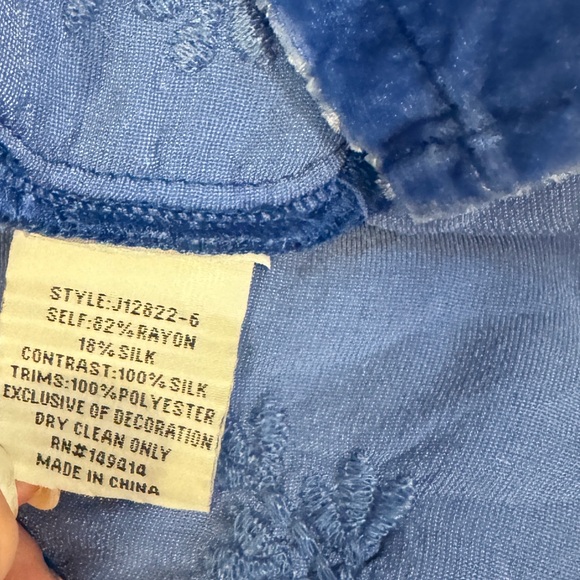 STYLE:J12822-6
SELF:82%RAYON
18% SILK
CONTRAST:100% SILK
TRIMS:100%POLYESTER
EXCLUSIVE OF DECORATION
DRY CLEAN ONLY
RN#149414
MADE IN CHINA